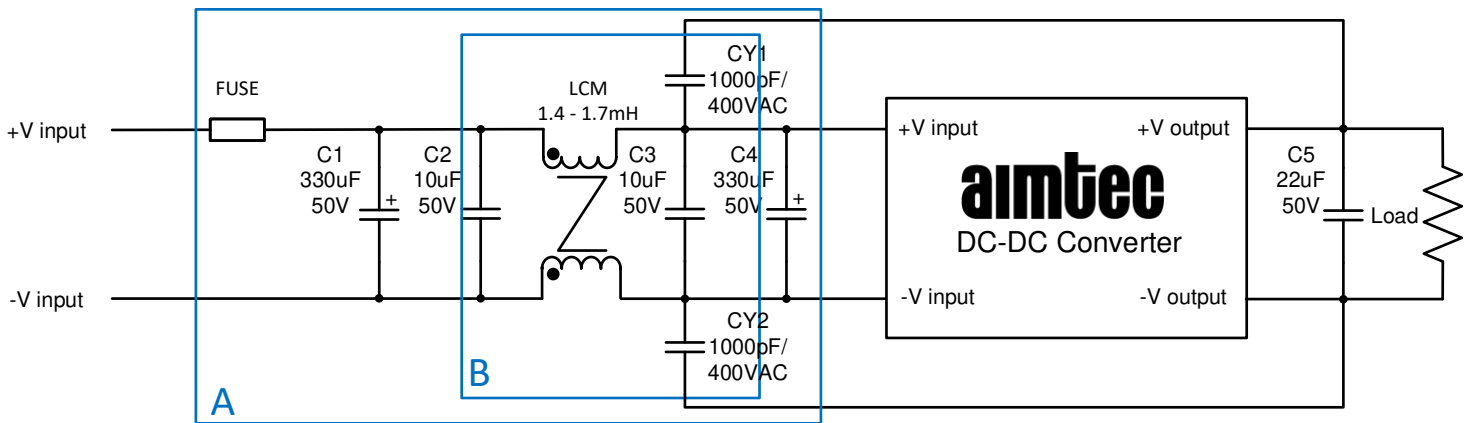 CY1
1000pF/
400VAC
FUSE
LCM
1.4 - 1.7mH
+V input
C1
330uF
50V
+
C2
10uF
50V
C3
10uF
50V
C4
330uF
50V
+
+V input
+V output
aimtec
DC-DC Converter
C5
22uF
50V
Load
-V input
-V input
-V output
CY2
1000pF/
400VAC
B
A